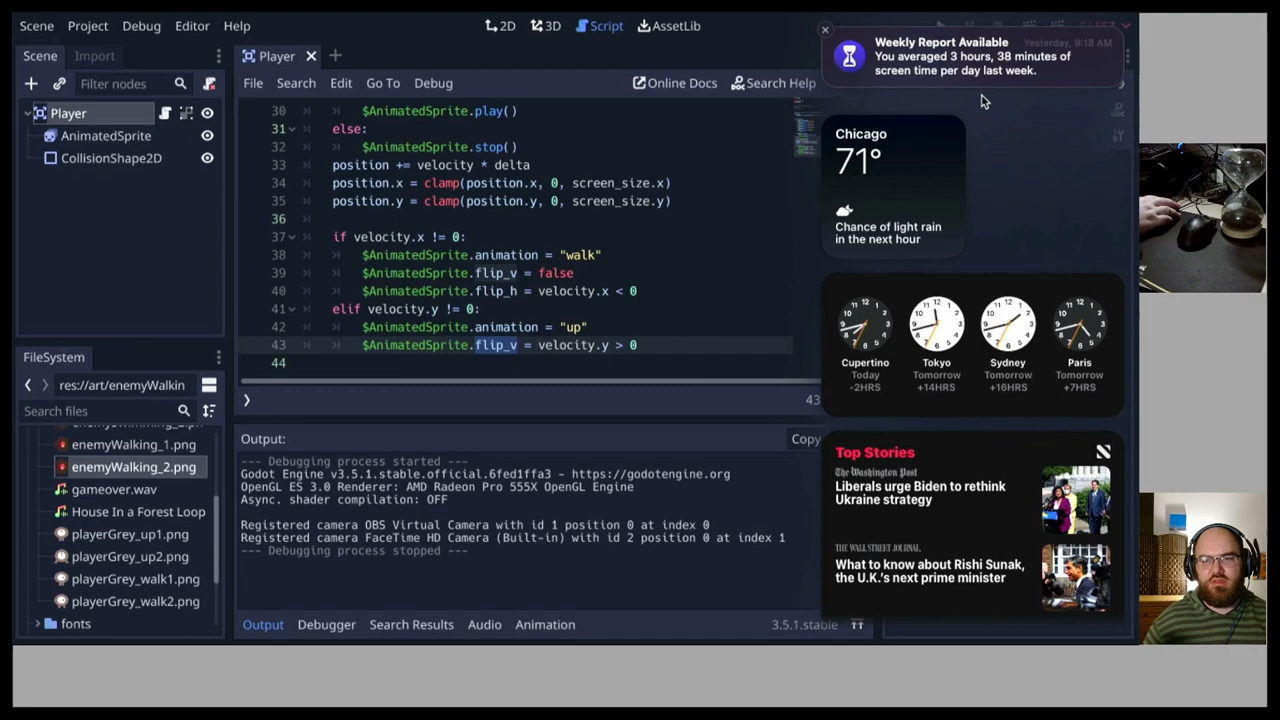 Scene Project Debug Editor Help
2D 3D Script AssetLib
Scene Import
Filter nodes
Player
AnimatedSprite
CollisionShape2D
FileSystem
res://art/enemyWalkin
Search files
enemyWalking_1.png
enemyWalking_2.png
gameover.wav
House In a Forest Loop
playerGrey_up1.png
playerGrey_up2.png
playerGrey_walk1.png
playerGrey_walk2.png
fonts
Player
File Search Edit Go To Debug
Online Docs Search Help
30 $AnimatedSprite.play()
31 else:
32 $AnimatedSprite.stop()
33 position += velocity * delta
34 position.x = clamp(position.x, 0, screen_size.x)
35 position.y = clamp(position.y, 0, screen_size.y)
36
37 if velocity.x != 0:
38 $AnimatedSprite.animation = "walk"
39 $AnimatedSprite.flip_v = false
40 $AnimatedSprite.flip_h = velocity.x < 0
41 elif velocity.y != 0:
42 $AnimatedSprite.animation = "up"
43 $AnimatedSprite.flip_v = velocity.y > 0
44
43
Output:
Copy
--- Debugging process started ---
Godot Engine v3.5.1.stable.official.6fed1ffa3 - https://godotengine.org
OpenGL ES 3.0 Renderer: AMD Radeon Pro 555X OpenGL Engine
Async. shader compilation: OFF
Registered camera OBS Virtual Camera with id 1 position 0 at index 0
Registered camera FaceTime HD Camera (Built-in) with id 2 position 0 at index 1
--- Debugging process stopped ---
Output Debugger Search Results Audio Animation
3.5.1.stable
Weekly Report Available
Yesterday, 9:18 AM
You averaged 3 hours, 38 minutes of
screen time per day last week.
Chicago
71°
Chance of light rain
in the next hour
Cupertino Tokyo Sydney Paris
Today Tomorrow Tomorrow Tomorrow
-2HRS +14HRS +16HRS +7HRS
Top Stories
The Washington Post
Liberals urge Biden to rethink
Ukraine strategy
THE WALL STREET JOURNAL.
What to know about Rishi Sunak,
the U.K.'s next prime minister